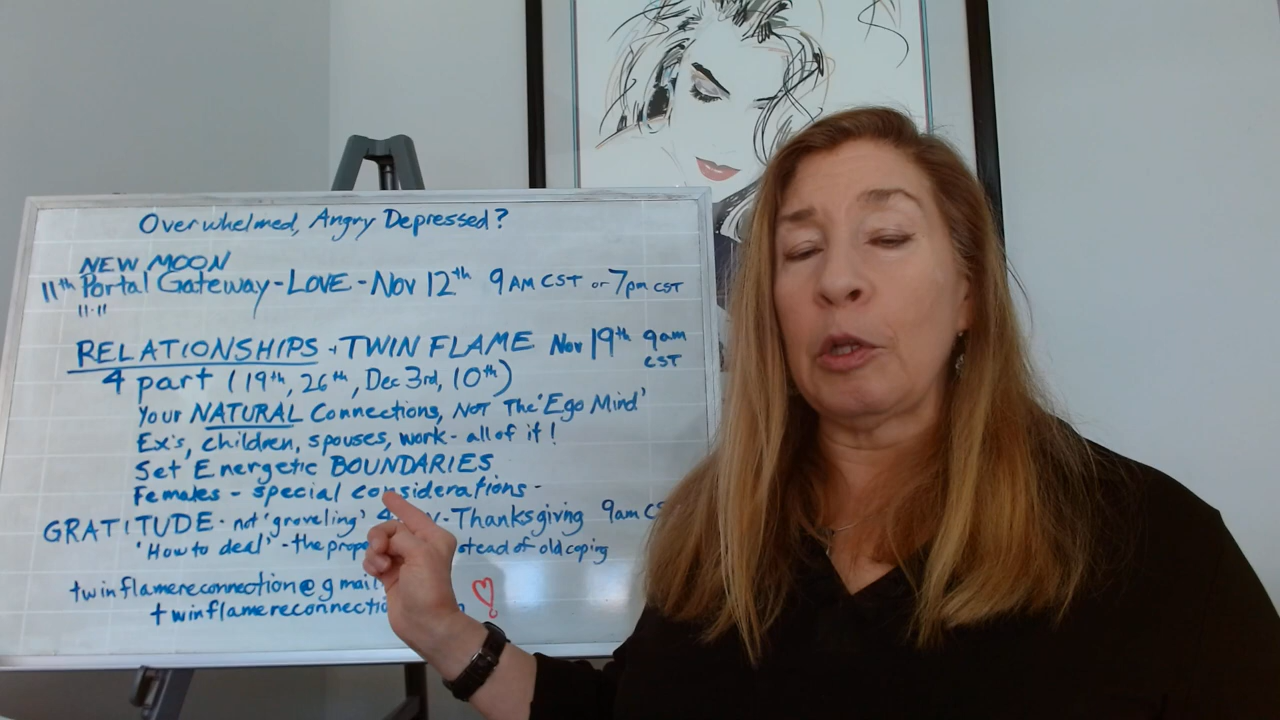 Overwhelmed, Angry Depressed?
NEW MOON
11th Portal Gateway - LOVE - Nov 12th 9AM CST or 7pm CST
11:11
RELATIONSHIPS + TWIN FLAME Nov 19th 9am
CST
4 part (19th, 26th, Dec 3rd, 10th)
Your NATURAL Connections, NOT The 'Ego Mind'
Ex's, children, spouses, work - all of it!
Set Energetic BOUNDARIES
Females - special considerations -
GRATITUDE - not 'groveling' - Thanksgiving 9am
'How to deal' - the of old coping
twinflamereconnection@gmail